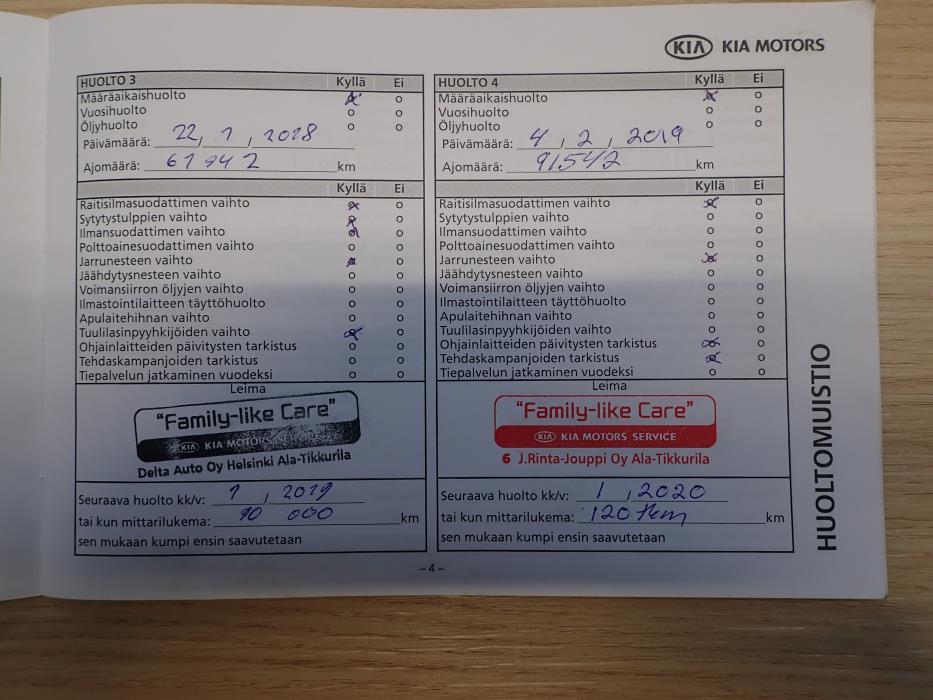 KIA KIA MOTORS
HUOLTO 3 Kyllä Ei
Määräaikaishuolto
Vuosihuolto
Öljyhuolto
Päivämäärä: 22, 1, 2018
Ajomäärä: 61942 km
Kyllä Ei
Raitisilmasuodattimen vaihto
Sytytystulppien vaihto
Ilmansuodattimen vaihto
Polttoainesuodattimen vaihto
Jarrunesteen vaihto
Jäähdytysnesteen vaihto
Voimansiirron öljyjen vaihto
Ilmastointilaitteen täyttöhuolto
Apulaitehihnan vaihto
Tuulilasinpyyhkijöiden vaihto
Ohjainlaitteiden päivitysten tarkistus
Tehdaskampanjoiden tarkistus
Tiepalvelun jatkaminen vuodeksi
Leima
"Family-like Care"
KIA KIA MOTORS SERVICE
Delta Auto Oy Helsinki Ala-Tikkurila
Seuraava huolto kk/v: 1, 2019
tai kun mittarilukema: 90 000 km
sen mukaan kumpi ensin saavutetaan
HUOLTO 4 Kyllä Ei
Määräaikaishuolto
Vuosihuolto
Öljyhuolto
Päivämäärä: 4, 2, 2019
Ajomäärä: 91542 km
Kyllä Ei
Raitisilmasuodattimen vaihto
Sytytystulppien vaihto
Ilmansuodattimen vaihto
Polttoainesuodattimen vaihto
Jarrunesteen vaihto
Jäähdytysnesteen vaihto
Voimansiirron öljyjen vaihto
Ilmastointilaitteen täyttöhuolto
Apulaitehihnan vaihto
Tuulilasinpyyhkijöiden vaihto
Ohjainlaitteiden päivitysten tarkistus
Tehdaskampanjoiden tarkistus
Tiepalvelun jatkaminen vuodeksi
Leima
"Family-like Care"
KIA KIA MOTORS SERVICE
6 J.Rinta-Jouppi Oy Ala-Tikkurila
Seuraava huolto kk/v: 1, 2020
tai kun mittarilukema: 120 tkm km
sen mukaan kumpi ensin saavutetaan
HUOLTOMUISTIO
– 4 –